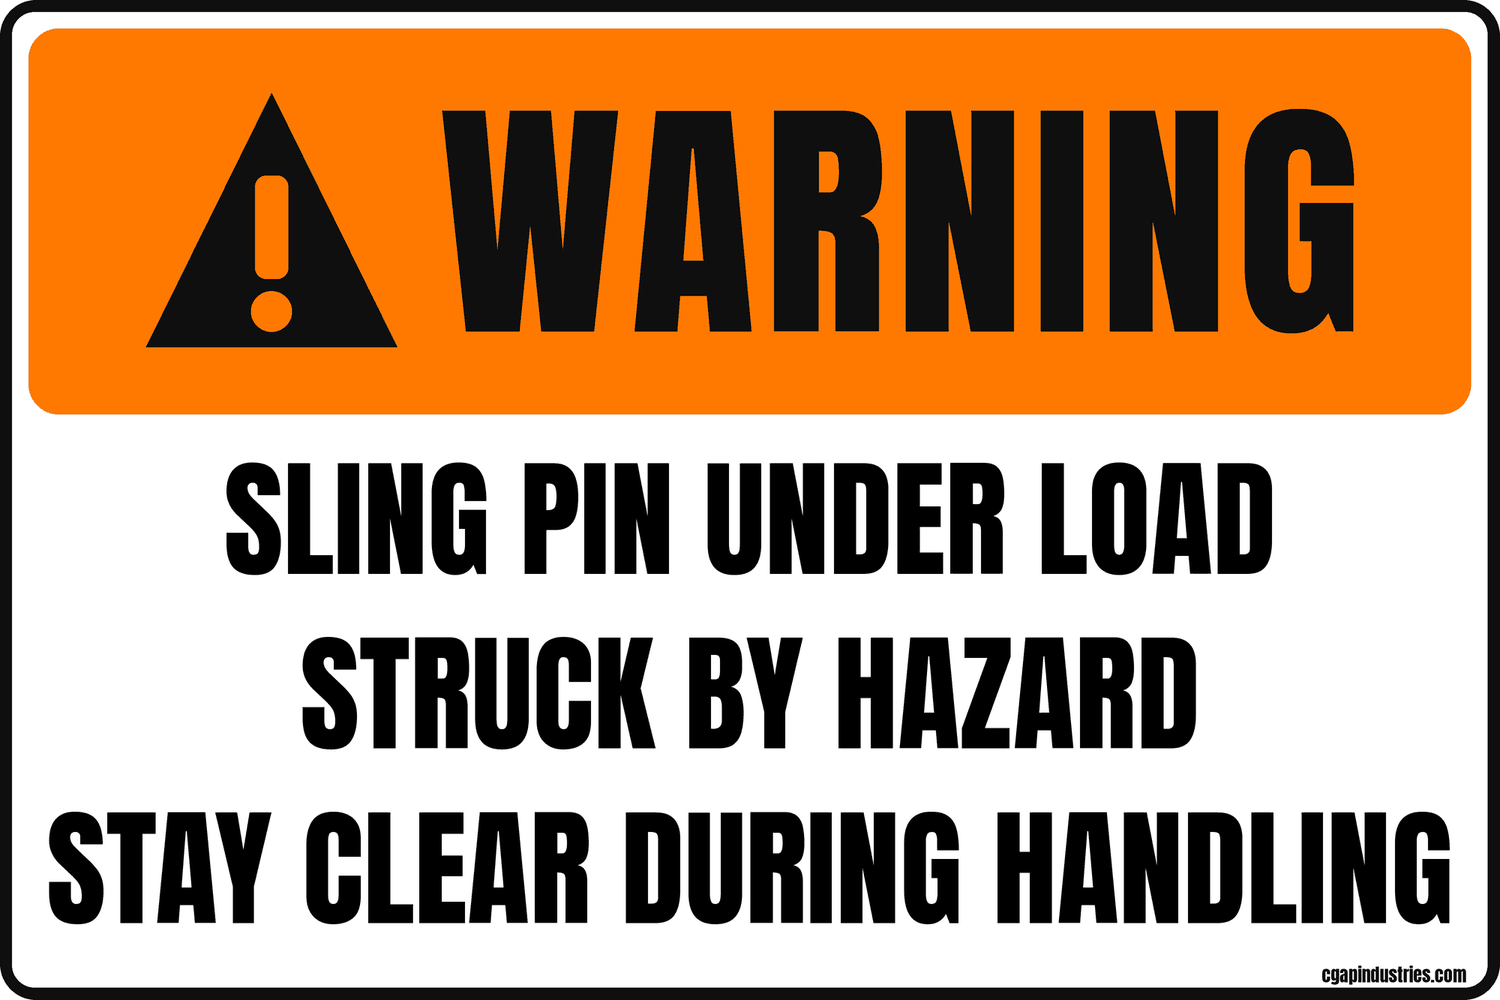 WARNING
SLING PIN UNDER LOAD
STRUCK BY HAZARD
STAY CLEAR DURING HANDLING
cgapindustries.com